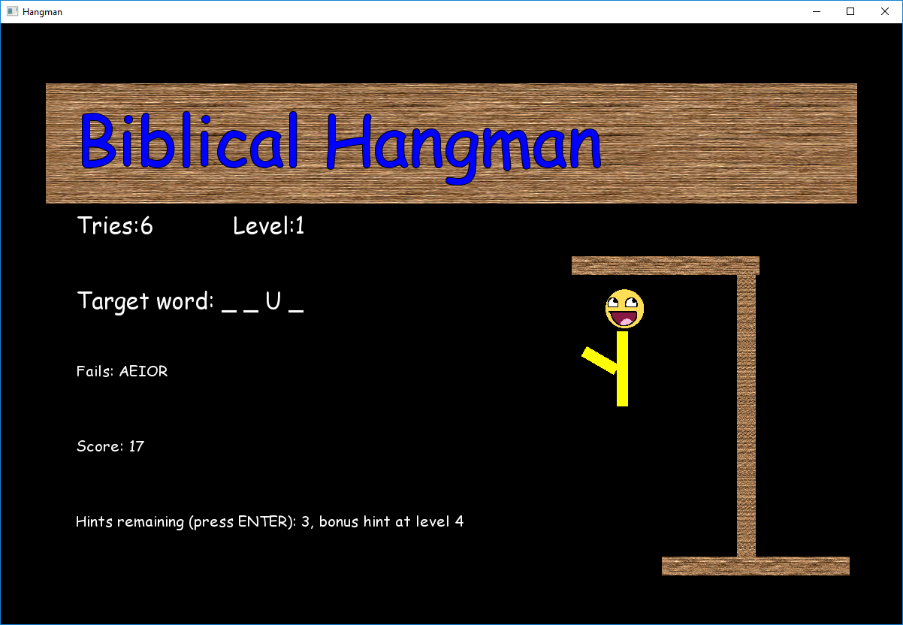 Hangman
Biblical Hangman
Tries:6 Level:1
Target word: _ _ U _
Fails: AEIOR
Score: 17
Hints remaining (press ENTER): 3, bonus hint at level 4